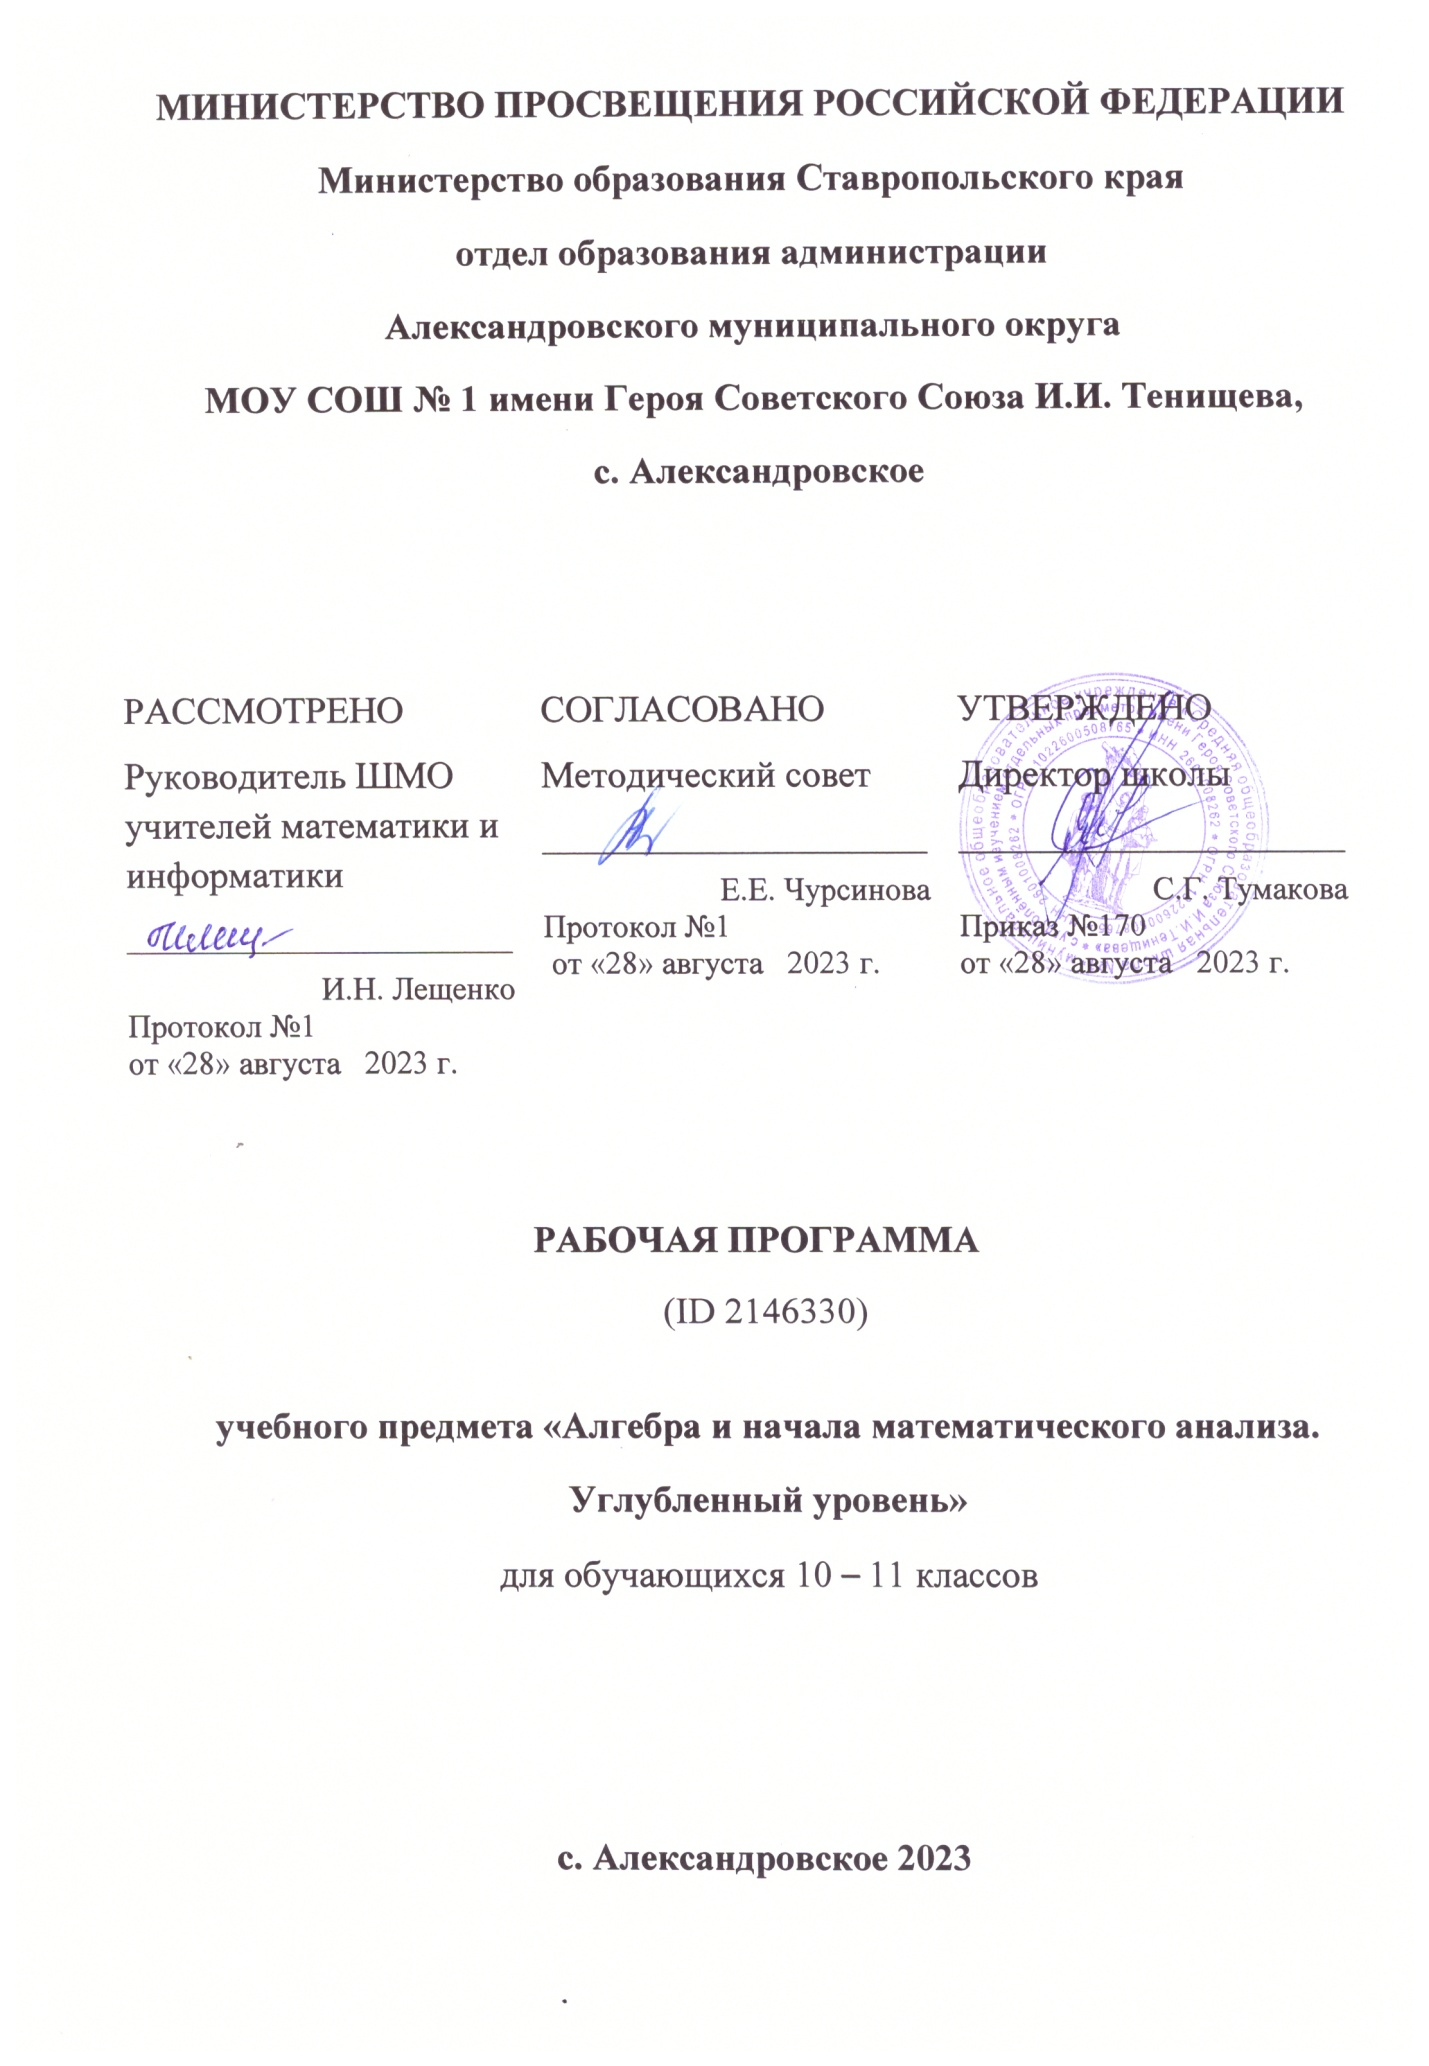 МИНИСТЕРСТВО ПРОСВЕЩЕНИЯ РОССИЙСКОЙ ФЕДЕРАЦИИ
Министерство образования Ставропольского края
отдел образования администрации
Александровского муниципального округа
МОУ СОШ № 1 имени Героя Советского Союза И.И. Тенищева,
с. Александровское
РАССМОТРЕНО
Руководитель ШМО
учителей математики и
информатики
И.Н. Лещенко
Протокол №1
от «28» августа 2023 г.
СОГЛАСОВАНО
Методический совет
Е.Е. Чурсинова
Протокол №1
от «28» августа 2023 г.
УТВЕРЖДЕНО
Директор школы
С.Г. Тумакова
Приказ №170
от «28» августа 2023 г.
РАБОЧАЯ ПРОГРАММА
(ID 2146330)
учебного предмета «Алгебра и начала математического анализа.
Углубленный уровень»
для обучающихся 10 – 11 классов
с. Александровское 2023